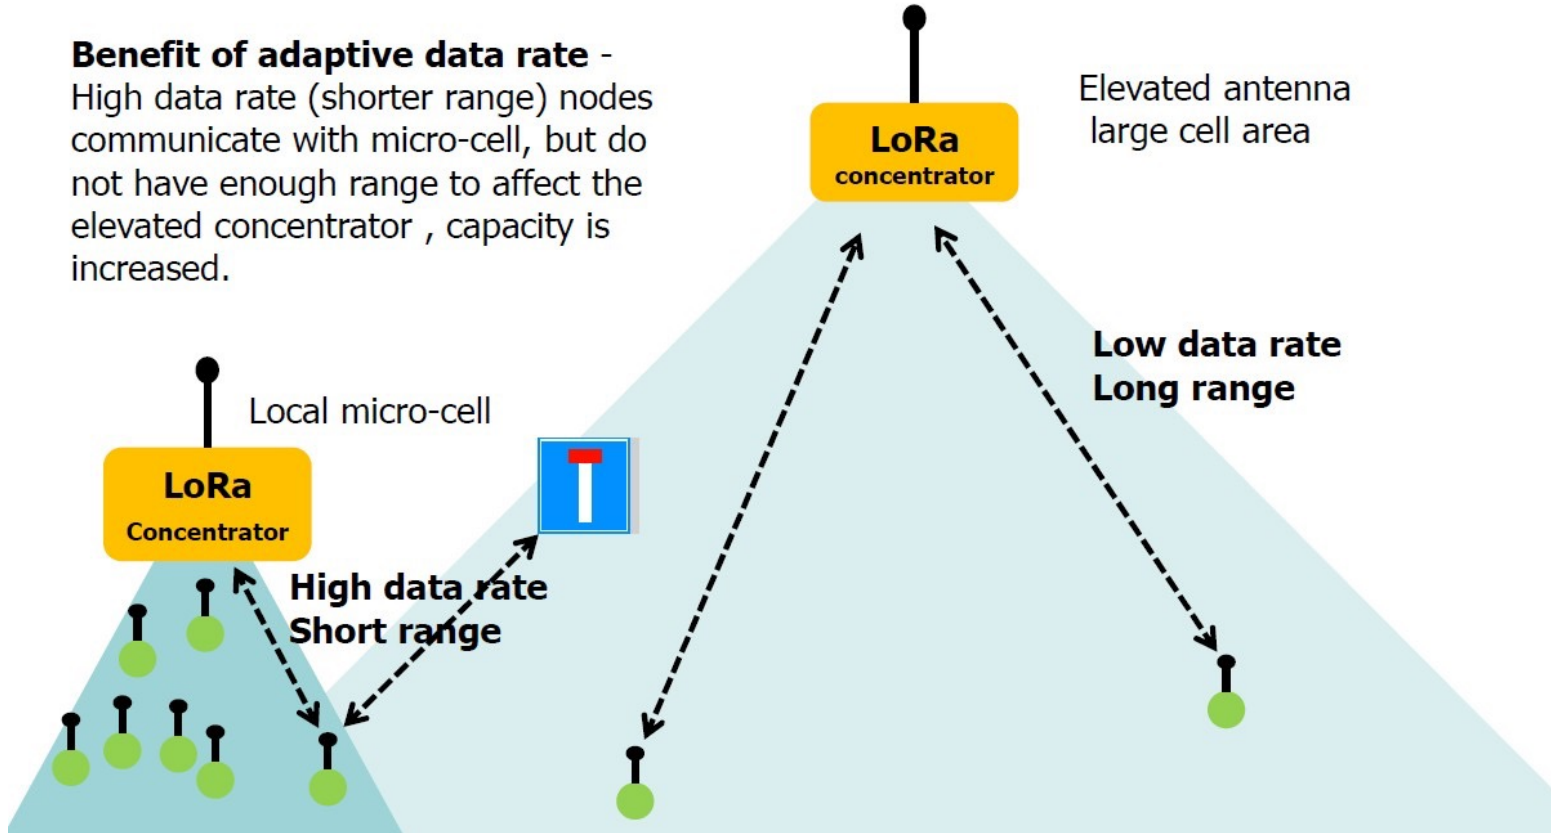 Benefit of adaptive data rate -
High data rate (shorter range) nodes
communicate with micro-cell, but do
not have enough range to affect the
elevated concentrator , capacity is
increased.
LoRa
concentrator
Elevated antenna
large cell area
Low data rate
Long range
Local micro-cell
LoRa
Concentrator
High data rate
Short range